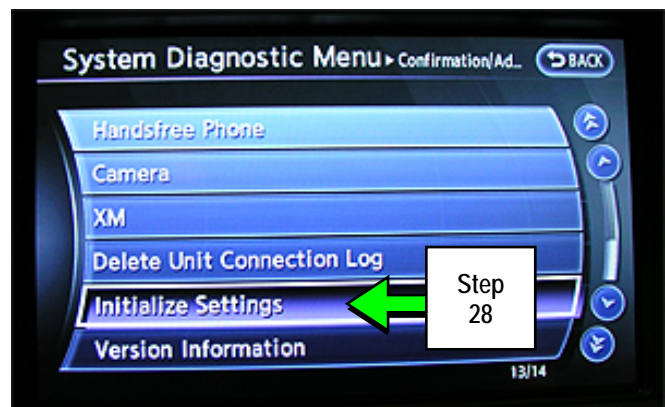 System Diagnostic Menu ▸ Confirmation/Ad... BACK
Handsfree Phone
Camera
XM
Delete Unit Connection Log
Initialize Settings
Step
28
Version Information
13/14